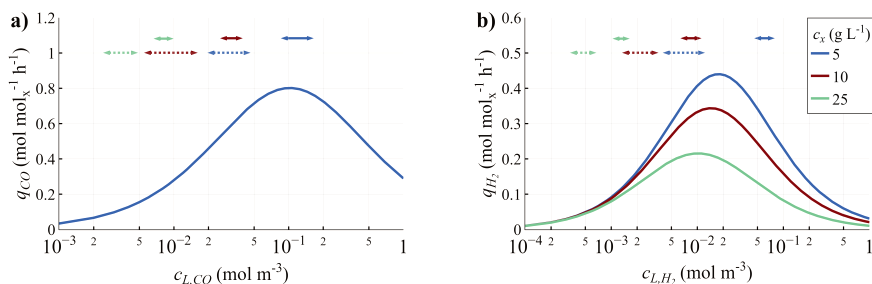 a)
1.2
1
0.8
0.6
0.4
0.2
0
q_CO (mol mol_x^-1 h^-1)
10^-3 2 5 10^-2 2 5 10^-1 2 5 1
c_L,CO (mol m^-3)
b)
0.6
0.5
0.4
0.3
0.2
0.1
0
q_H2 (mol mol_x^-1 h^-1)
10^-4 2 5 10^-3 2 5 10^-2 2 5 10^-1 2 5 1
c_L,H2 (mol m^-3)
c_x (g L^-1)
5
10
25